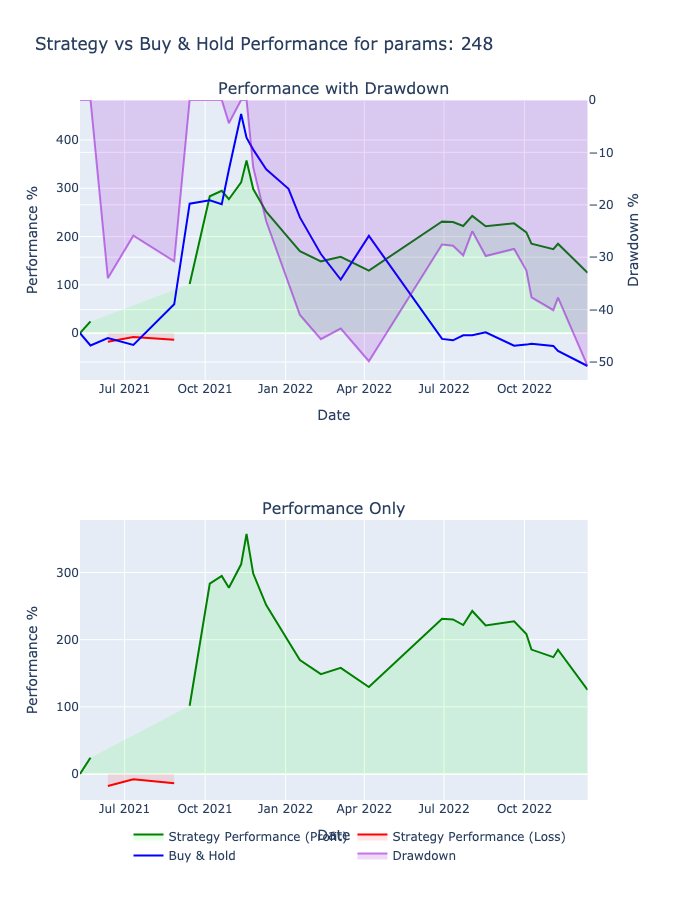 Strategy vs Buy & Hold Performance for params: 248
Performance with Drawdown
400
300
200
100
0
Performance %
0
−10
−20
−30
−40
−50
Drawdown %
Jul 2021 Oct 2021 Jan 2022 Apr 2022 Jul 2022 Oct 2022
Date
Performance Only
300
200
100
0
Performance %
Jul 2021 Oct 2021 Jan 2022 Apr 2022 Jul 2022 Oct 2022
Date
Strategy Performance (Profit) Strategy Performance (Loss)
Buy & Hold Drawdown